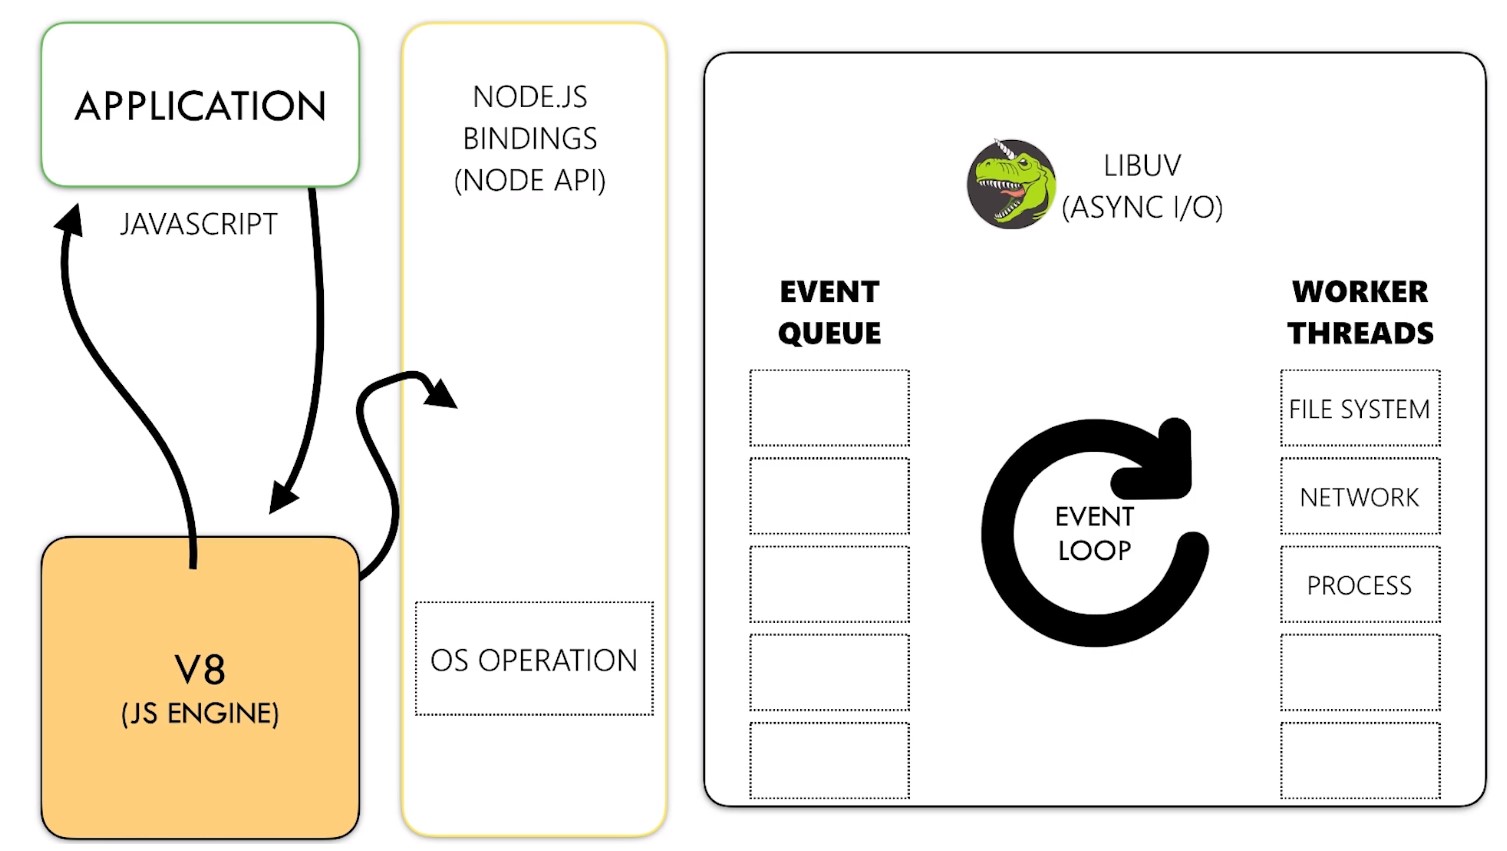 APPLICATION
JAVASCRIPT
V8
(JS ENGINE)
NODE.JS
BINDINGS
(NODE API)
OS OPERATION
LIBUV
(ASYNC I/O)
EVENT
QUEUE
EVENT
LOOP
WORKER
THREADS
FILE SYSTEM
NETWORK
PROCESS